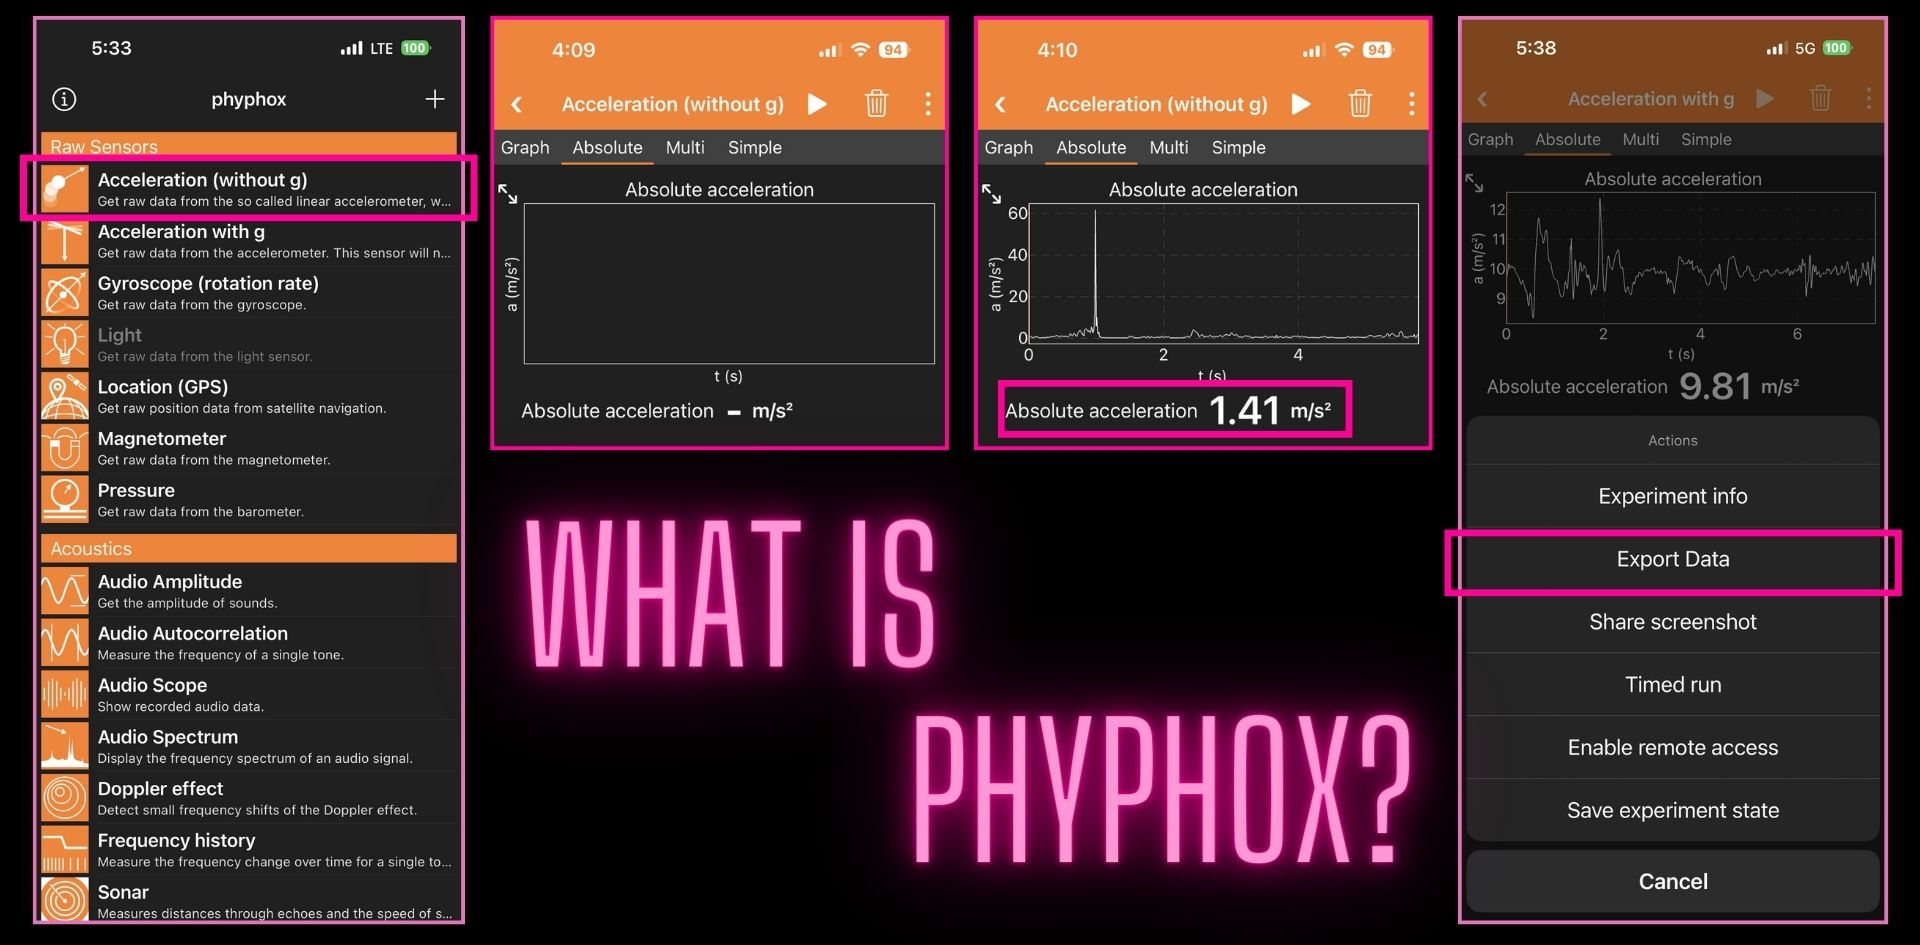 5:33 LTE 100
phyphox
Raw Sensors
Acceleration (without g)
Get raw data from the so called linear accelerometer, w...
Acceleration with g
Get raw data from the accelerometer. This sensor will n...
Gyroscope (rotation rate)
Get raw data from the gyroscope.
Light
Get raw data from the light sensor.
Location (GPS)
Get raw position data from satellite navigation.
Magnetometer
Get raw data from the magnetometer.
Pressure
Get raw data from the barometer.
Acoustics
Audio Amplitude
Get the amplitude of sounds.
Audio Autocorrelation
Measure the frequency of a single tone.
Audio Scope
Show recorded audio data.
Audio Spectrum
Display the frequency spectrum of an audio signal.
Doppler effect
Detect small frequency shifts of the Doppler effect.
Frequency history
Measure the frequency change over time for a single to...
Sonar
Measures distances through echoes and the speed of s...
4:09 94
Acceleration (without g)
Graph Absolute Multi Simple
Absolute acceleration
a (m/s²)
t (s)
Absolute acceleration – m/s²
4:10 94
Acceleration (without g)
Graph Absolute Multi Simple
Absolute acceleration
a (m/s²)
60
40
20
0
0 2 4
t (s)
Absolute acceleration 1.41 m/s²
WHAT IS
PHYPHOX?
5:38 5G 100
Acceleration with g
Graph Absolute Multi Simple
Absolute acceleration
a (m/s²)
12
11
10
9
0 2 4 6
t (s)
Absolute acceleration 9.81 m/s²
Actions
Experiment info
Export Data
Share screenshot
Timed run
Enable remote access
Save experiment state
Cancel